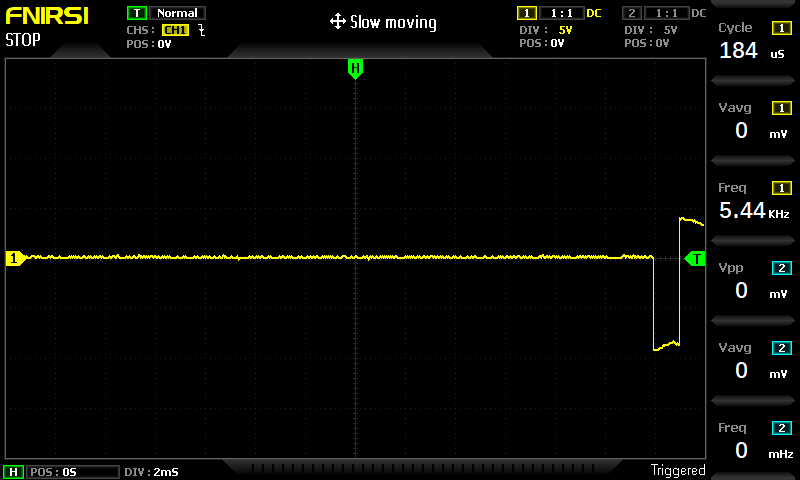 FNIRSI
STOP
T Normal
CHS: CH1
POS: 0V
Slow moving
1 1:1 DC
DIV: 5V
POS: 0V
2 1:1 DC
DIV: 5V
POS: 0V
H
1
T
Cycle 1
184 uS
Vavg 1
0 mV
Freq 1
5.44 KHz
Vpp 2
0 mV
Vavg 2
0 mV
Freq 2
0 mHz
H POS: 0S DIV: 2mS
Triggered